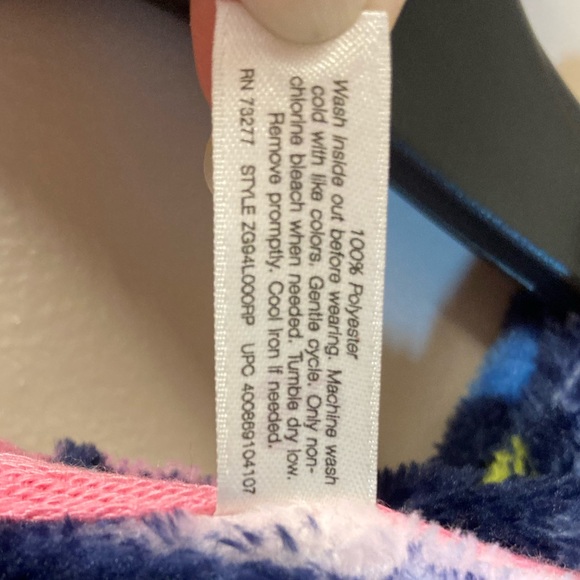 100% Polyester
Wash inside out before wearing. Machine wash
cold with like colors. Gentle cycle. Only non-
chlorine bleach when needed. Tumble dry low.
Remove promptly. Cool iron if needed.
RN 73277 STYLE ZG94L000RP UPC 400869104107